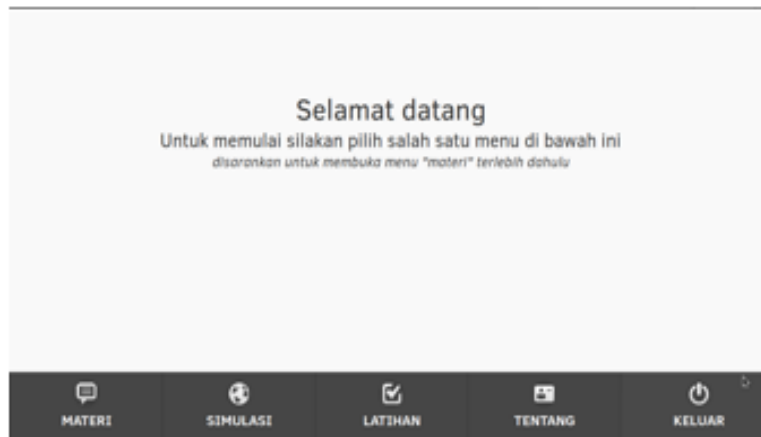 Selamat datang
Untuk memulai silakan pilih salah satu menu di bawah ini
disarankan untuk membuka menu "materi" terlebih dahulu
MATERI SIMULASI LATIHAN TENTANG KELUAR